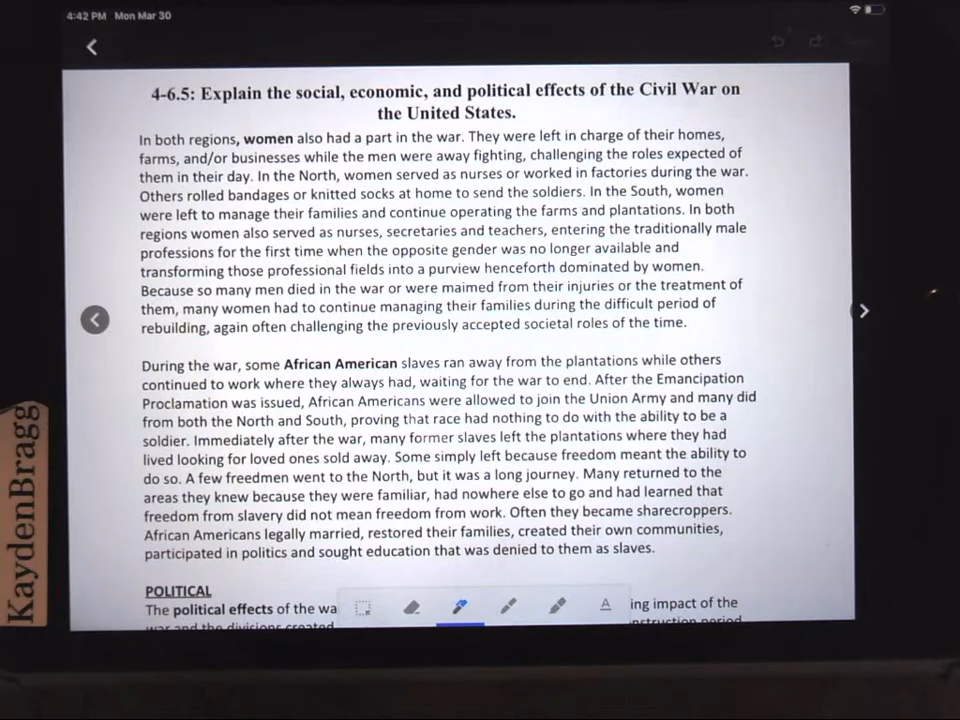 4:42 PM Mon Mar 30
4-6.5: Explain the social, economic, and political effects of the Civil War on
the United States.
In both regions, women also had a part in the war. They were left in charge of their homes,
farms, and/or businesses while the men were away fighting, challenging the roles expected of
them in their day. In the North, women served as nurses or worked in factories during the war.
Others rolled bandages or knitted socks at home to send the soldiers. In the South, women
were left to manage their families and continue operating the farms and plantations. In both
regions women also served as nurses, secretaries and teachers, entering the traditionally male
professions for the first time when the opposite gender was no longer available and
transforming those professional fields into a purview henceforth dominated by women.
Because so many men died in the war or were maimed from their injuries or the treatment of
them, many women had to continue managing their families during the difficult period of
rebuilding, again often challenging the previously accepted societal roles of the time.
During the war, some African American slaves ran away from the plantations while others
continued to work where they always had, waiting for the war to end. After the Emancipation
Proclamation was issued, African Americans were allowed to join the Union Army and many did
from both the North and South, proving that race had nothing to do with the ability to be a
soldier. Immediately after the war, many former slaves left the plantations where they had
lived looking for loved ones sold away. Some simply left because freedom meant the ability to
do so. A few freedmen went to the North, but it was a long journey. Many returned to the
areas they knew because they were familiar, had nowhere else to go and had learned that
freedom from slavery did not mean freedom from work. Often they became sharecroppers.
African Americans legally married, restored their families, created their own communities,
participated in politics and sought education that was denied to them as slaves.
POLITICAL
The political effects of the wa ing impact of the
war and the divisions created nstruction period
A
KaydenBragg